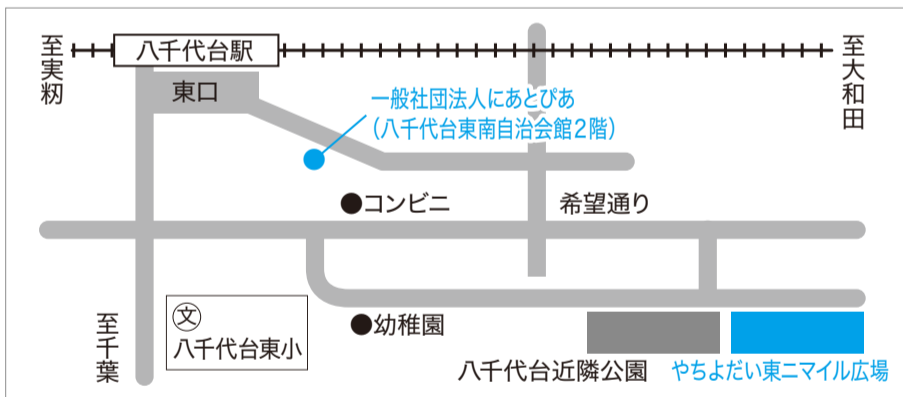 至実籾
八千代台駅
至大和田
東口
一般社団法人にあとぴあ
（八千代台東南自治会館2階）
●コンビニ
希望通り
至千葉
文
八千代台東小
●幼稚園
八千代台近隣公園
やちよだい東ニマイル広場